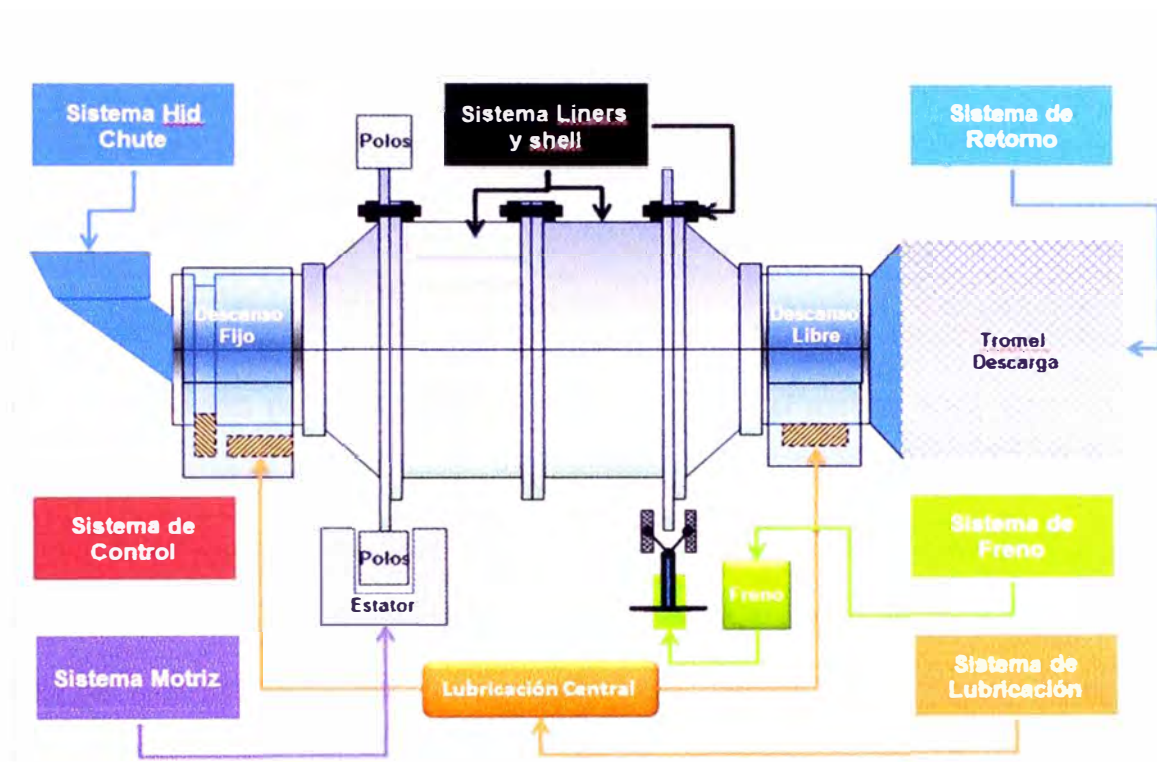 Sistema Hid
Chute
Polos
Sistema Liners
y shell
Sistema de
Retorno
Descanso
Fijo
Descanso
Libre
Tromel
Descarga
Sistema de
Control
Polos
Estator
Freno
Sistema de
Freno
Sistema Motriz
Lubricación Central
Sistema de
Lubricación